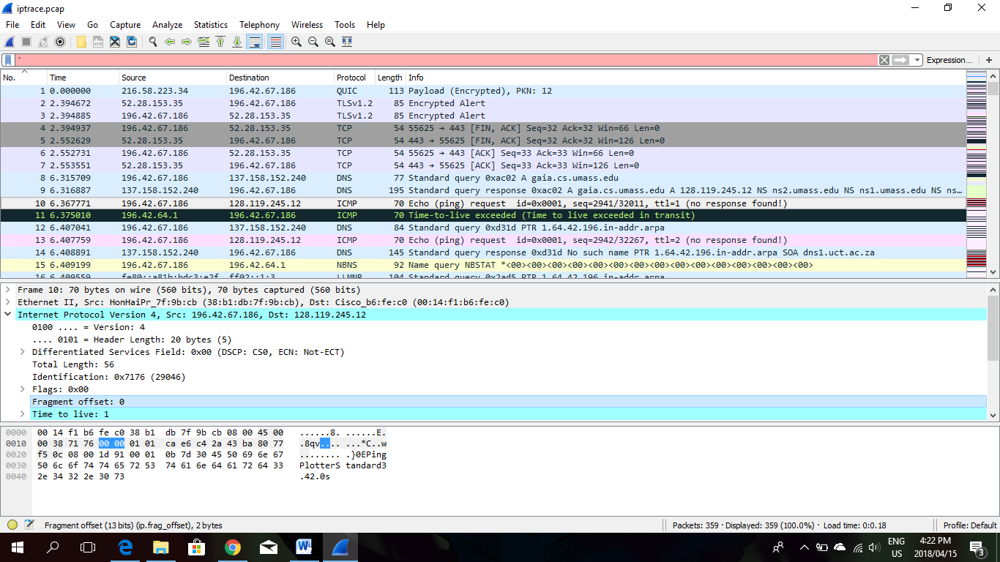 iptrace.pcap
File Edit View Go Capture Analyze Statistics Telephony Wireless Tools Help
` Expression... +
No. Time Source Destination Protocol Length Info
1 0.000000 216.58.223.34 196.42.67.186 QUIC 113 Payload (Encrypted), PKN: 12
2 2.394672 52.28.153.35 196.42.67.186 TLSv1.2 85 Encrypted Alert
3 2.394885 196.42.67.186 52.28.153.35 TLSv1.2 85 Encrypted Alert
4 2.394937 196.42.67.186 52.28.153.35 TCP 54 55625 → 443 [FIN, ACK] Seq=32 Ack=32 Win=66 Len=0
5 2.552629 52.28.153.35 196.42.67.186 TCP 54 443 → 55625 [FIN, ACK] Seq=32 Ack=33 Win=126 Len=0
6 2.552731 196.42.67.186 52.28.153.35 TCP 54 55625 → 443 [ACK] Seq=33 Ack=33 Win=66 Len=0
7 2.553551 52.28.153.35 196.42.67.186 TCP 54 443 → 55625 [ACK] Seq=33 Ack=33 Win=126 Len=0
8 6.315709 196.42.67.186 137.158.152.240 DNS 77 Standard query 0xac02 A gaia.cs.umass.edu
9 6.316887 137.158.152.240 196.42.67.186 DNS 195 Standard query response 0xac02 A gaia.cs.umass.edu A 128.119.245.12 NS ns2.umass.edu NS ns1.umass.edu NS ns...
10 6.367771 196.42.67.186 128.119.245.12 ICMP 70 Echo (ping) request id=0x0001, seq=2941/32011, ttl=1 (no response found!)
11 6.375010 196.42.64.1 196.42.67.186 ICMP 70 Time-to-live exceeded (Time to live exceeded in transit)
12 6.407041 196.42.67.186 137.158.152.240 DNS 84 Standard query 0xd31d PTR 1.64.42.196.in-addr.arpa
13 6.407759 196.42.67.186 128.119.245.12 ICMP 70 Echo (ping) request id=0x0001, seq=2942/32267, ttl=2 (no response found!)
14 6.408891 137.158.152.240 196.42.67.186 DNS 145 Standard query response 0xd31d No such name PTR 1.64.42.196.in-addr.arpa SOA dns1.uct.ac.za
15 6.409199 196.42.67.186 196.42.64.1 NBNS 92 Name query NBSTAT *<00><00><00><00><00><00><00><00><00><00><00><00><00><00><00>
16 6.409559 fe80::a81b:bdc3:e2f… ff02::1:3 LLMNR 104 Standard query 0x2ad5 PTR 1.64.42.196.in-addr.arpa
Frame 10: 70 bytes on wire (560 bits), 70 bytes captured (560 bits)
Ethernet II, Src: HonHaiPr_7f:9b:cb (38:b1:db:7f:9b:cb), Dst: Cisco_b6:fe:c0 (00:14:f1:b6:fe:c0)
Internet Protocol Version 4, Src: 196.42.67.186, Dst: 128.119.245.12
0100 .... = Version: 4
.... 0101 = Header Length: 20 bytes (5)
Differentiated Services Field: 0x00 (DSCP: CS0, ECN: Not-ECT)
Total Length: 56
Identification: 0x7176 (29046)
Flags: 0x00
Fragment offset: 0
Time to live: 1
0000 00 14 f1 b6 fe c0 38 b1 db 7f 9b cb 08 00 45 00 ......8. ......E.
0010 00 38 71 76 00 00 01 01 ca e6 c4 2a 43 ba 80 77 .8qv.... ...*C..w
0020 f5 0c 08 00 1d 91 00 01 0b 7d 30 45 50 69 6e 67 ........ .}0EPing
0030 50 6c 6f 74 74 65 72 53 74 61 6e 64 61 72 64 33 PlotterS tandard3
0040 2e 34 32 2e 30 73 .42.0s
Fragment offset (13 bits) (ip.frag_offset), 2 bytes Packets: 359 · Displayed: 359 (100.0%) · Load time: 0:0.18 Profile: Default
ENG 4:22 PM
US 2018/04/15 3